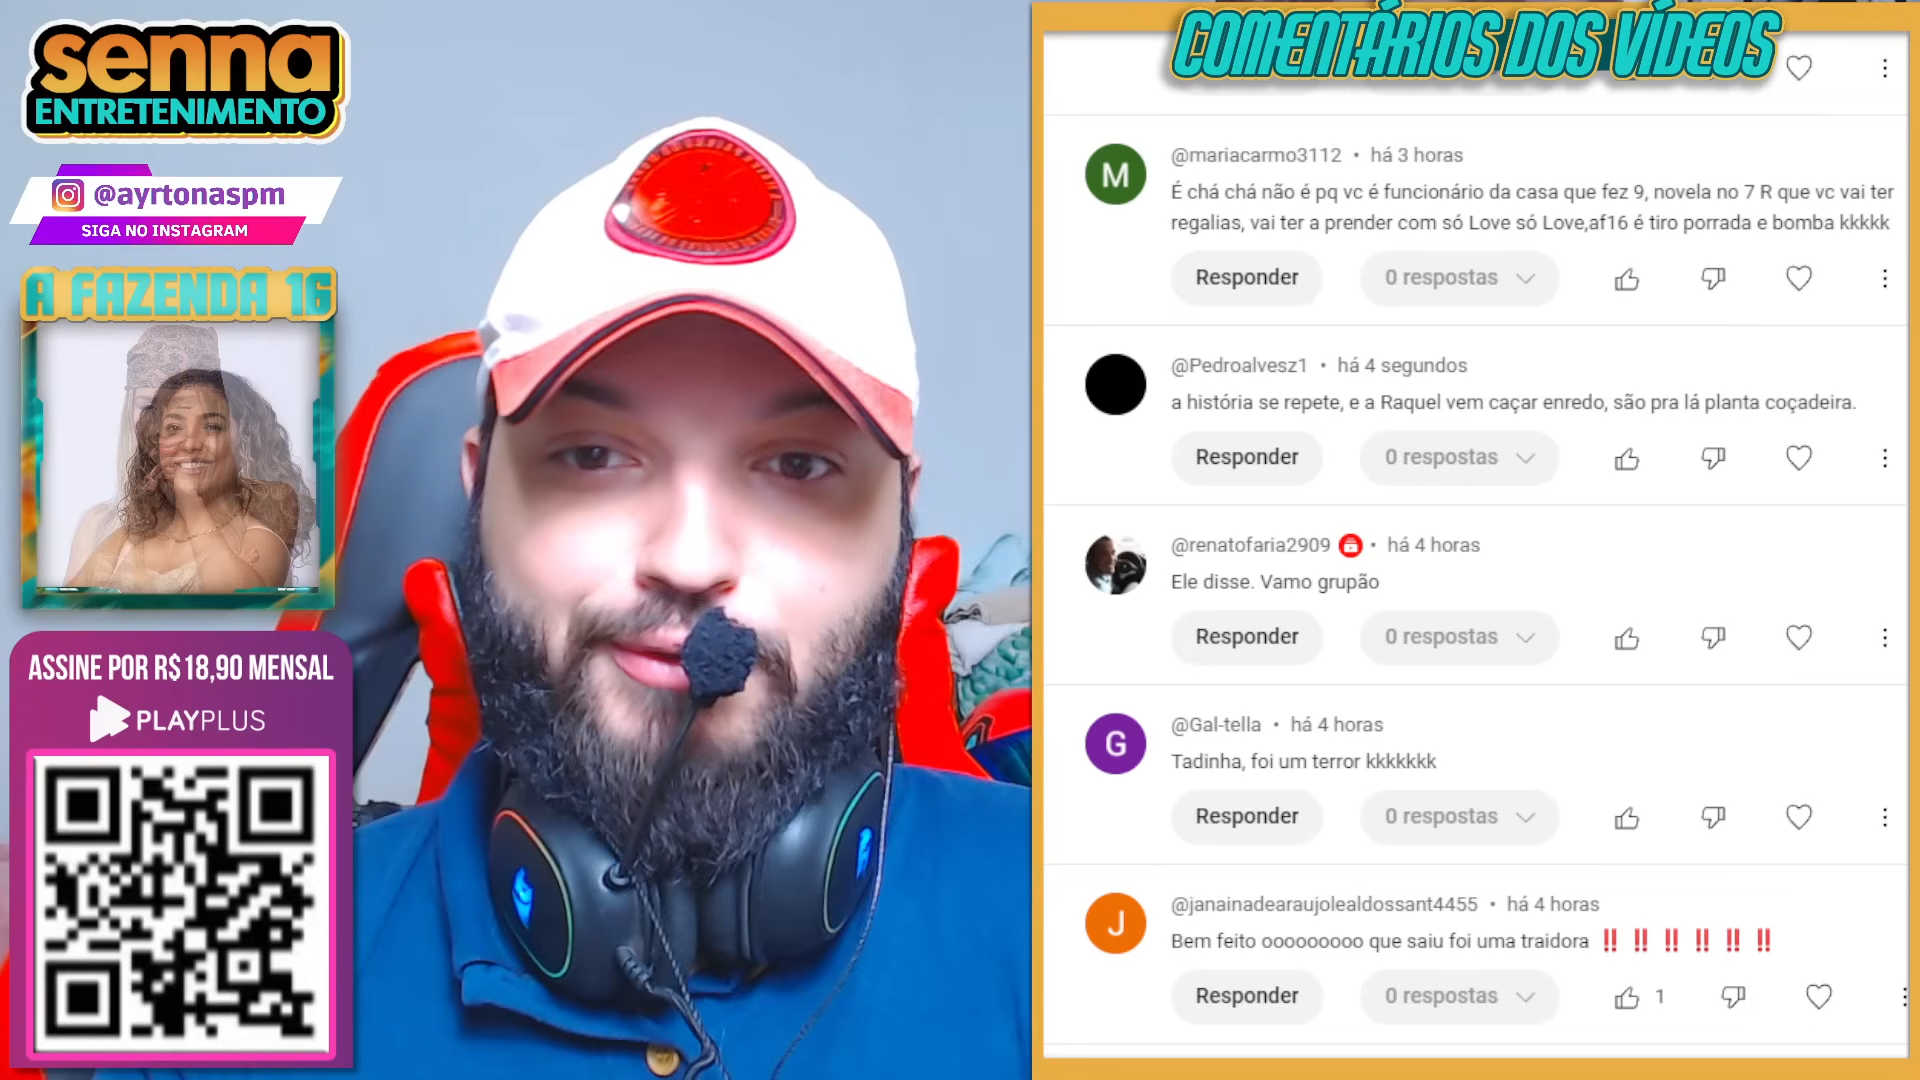 senna
ENTRETENIMENTO
@ayrtonaspm
SIGA NO INSTAGRAM
A FAZENDA 16
ASSINE POR R$18,90 MENSAL
PLAYPLUS
COMENTÁRIOS DOS VÍDEOS
M
@mariacarmo3112 • há 3 horas
É chá chá não é pq vc é funcionário da casa que fez 9, novela no 7 R que vc vai ter
regalias, vai ter a prender com só Love só Love,af16 é tiro porrada e bomba kkkkk
Responder 0 respostas
@Pedroalvesz1 • há 4 segundos
a história se repete, e a Raquel vem caçar enredo, são pra lá planta coçadeira.
Responder 0 respostas
@renatofaria2909 • há 4 horas
Ele disse. Vamo grupão
Responder 0 respostas
G
@Gal-tella • há 4 horas
Tadinha, foi um terror kkkkkkk
Responder 0 respostas
J
@janainadearaujolealdossant4455 • há 4 horas
Bem feito ooooooooo que saiu foi uma traidora ‼️ ‼️ ‼️ ‼️ ‼️ ‼️
Responder 0 respostas 1